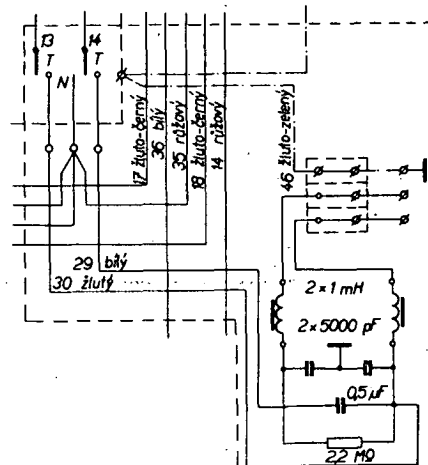 13
14
T
T
N
17 žluto-černý
36 bílý
35 růžový
18 žluto-černý
14 růžový
46 žluto-zelený
29 bílý
30 žlutý
2×1 mH
2×5000 pF
0,5 µF
2,2 MΩ